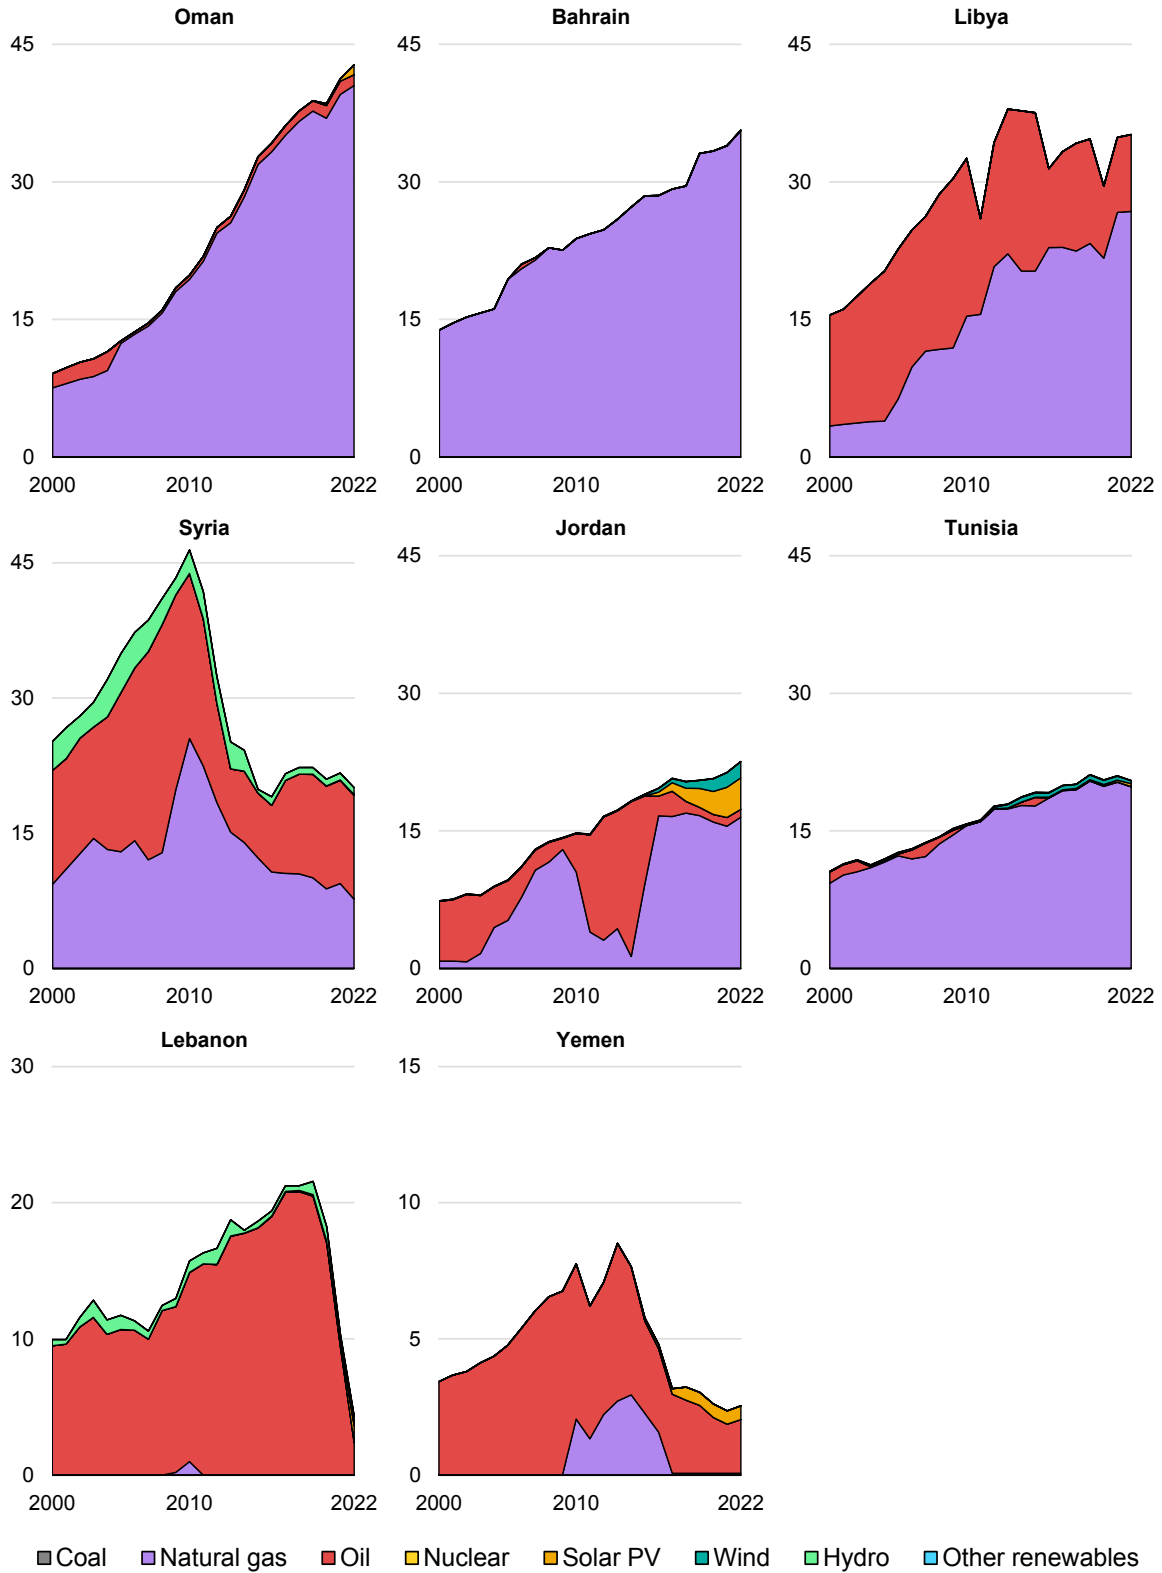 Oman Bahrain Libya
45 45 45
30 30 30
15 15 15
0 0 0
2000 2010 2022 2000 2010 2022 2000 2010 2022
Syria Jordan Tunisia
45 45 45
30 30 30
15 15 15
0 0 0
2000 2010 2022 2000 2010 2022 2000 2010 2022
Lebanon Yemen
30 15
20 10
10 5
0 0
2000 2010 2022 2000 2010 2022
Coal Natural gas Oil Nuclear Solar PV Wind Hydro Other renewables